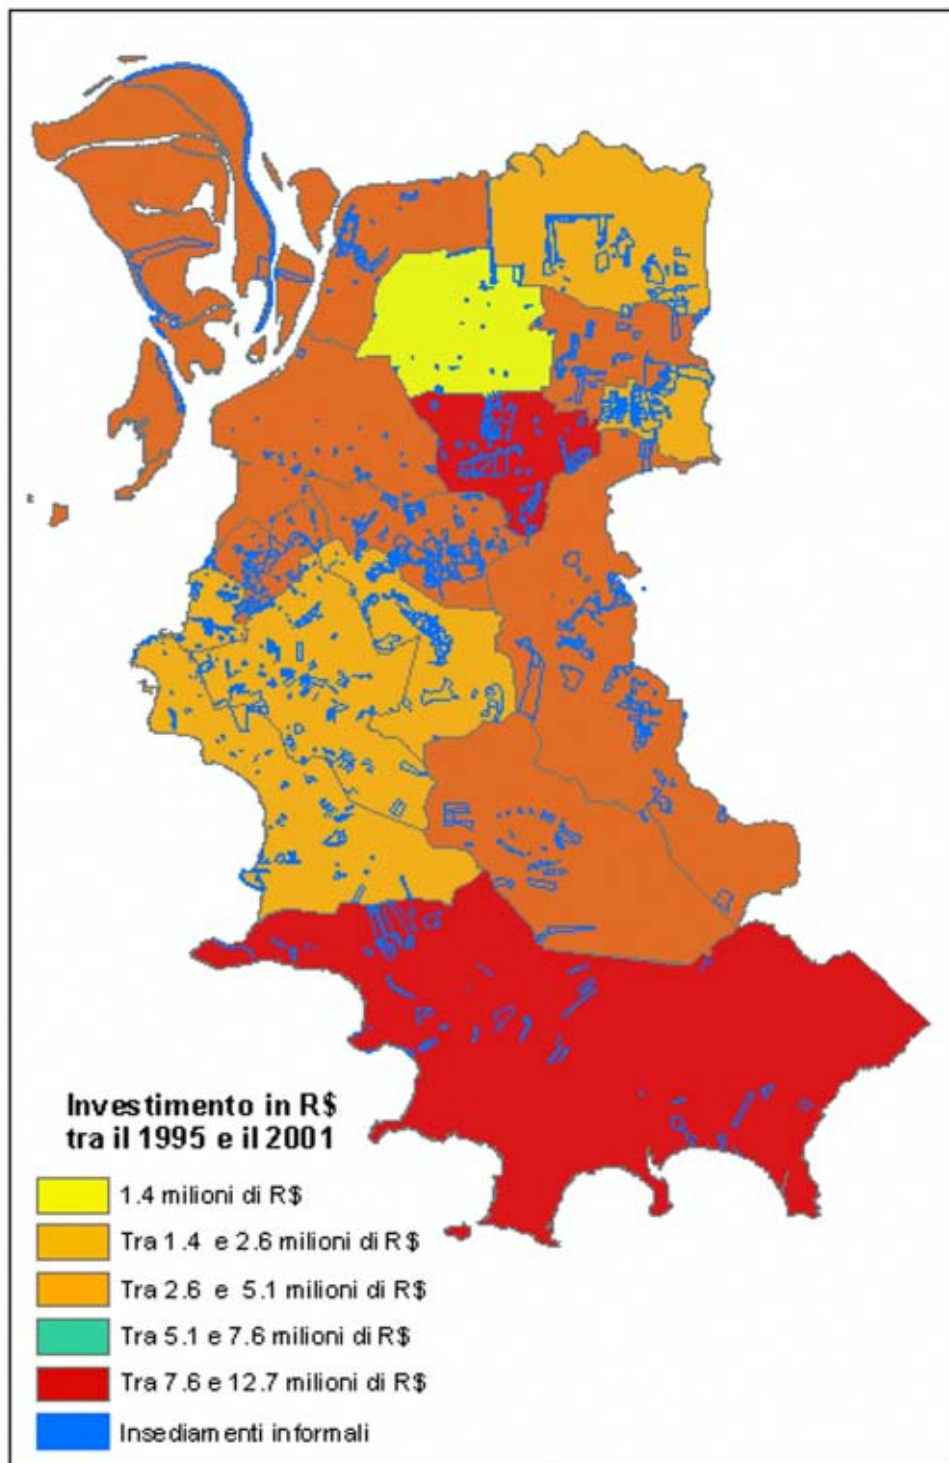 Investimento in R$
tra il 1995 e il 2001
1.4 milioni di R$
Tra 1.4 e 2.6 milioni di R$
Tra 2.6 e 5.1 milioni di R$
Tra 5.1 e 7.6 milioni di R$
Tra 7.6 e 12.7 milioni di R$
Insediamenti informali